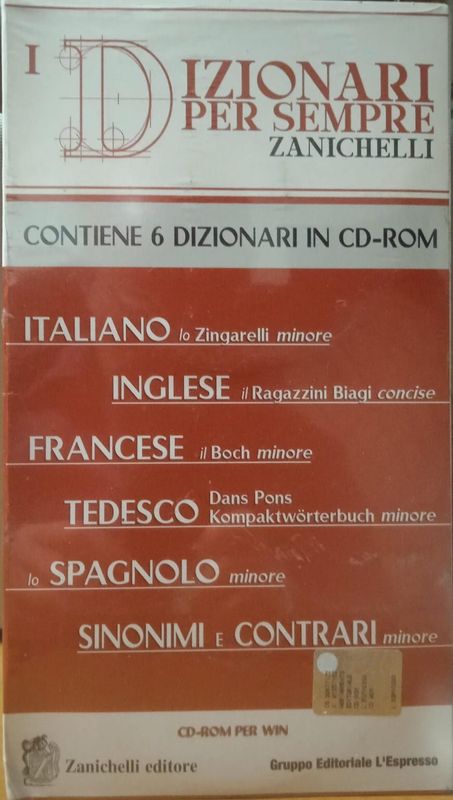 I DIZIONARI
PER SEMPRE
ZANICHELLI
CONTIENE 6 DIZIONARI IN CD-ROM
ITALIANO lo Zingarelli minore
INGLESE il Ragazzini Biagi concise
FRANCESE il Boch minore
TEDESCO Dans Pons
Kompaktwörterbuch minore
lo SPAGNOLO minore
SINONIMI E CONTRARI minore
CD-ROM PER WIN
Zanichelli editore
Gruppo Editoriale L'Espresso